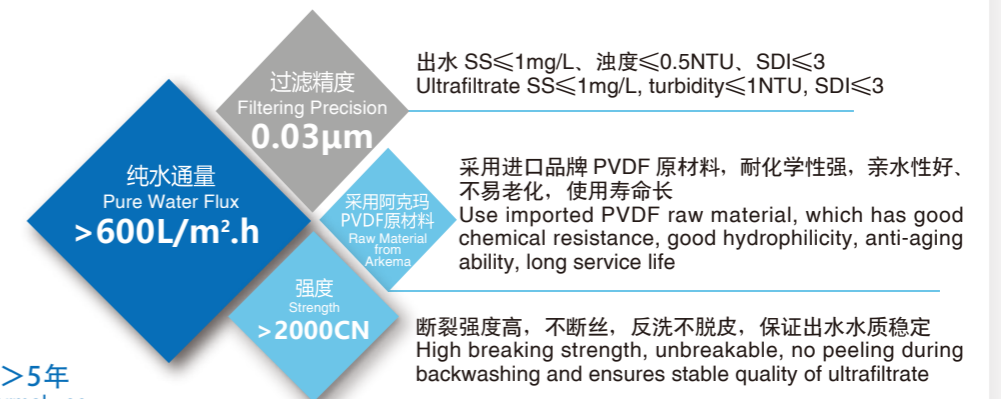 过滤精度
Filtering Precision
0.03μm
出水 SS≤1mg/L、浊度≤0.5NTU、SDI≤3
Ultrafiltrate SS≤1mg/L, turbidity≤1NTU, SDI≤3
纯水通量
Pure Water Flux
>600L/m².h
采用阿克玛
PVDF原材料
Raw Material
from
Arkema
采用进口品牌 PVDF 原材料，耐化学性强，亲水性好、
不易老化，使用寿命长
Use imported PVDF raw material, which has good
chemical resistance, good hydrophilicity, anti-aging
ability, long service life
强度
Strength
>2000CN
断裂强度高，不断丝，反洗不脱皮，保证出水水质稳定
High breaking strength, unbreakable, no peeling during
backwashing and ensures stable quality of ultrafiltrate
＞5年